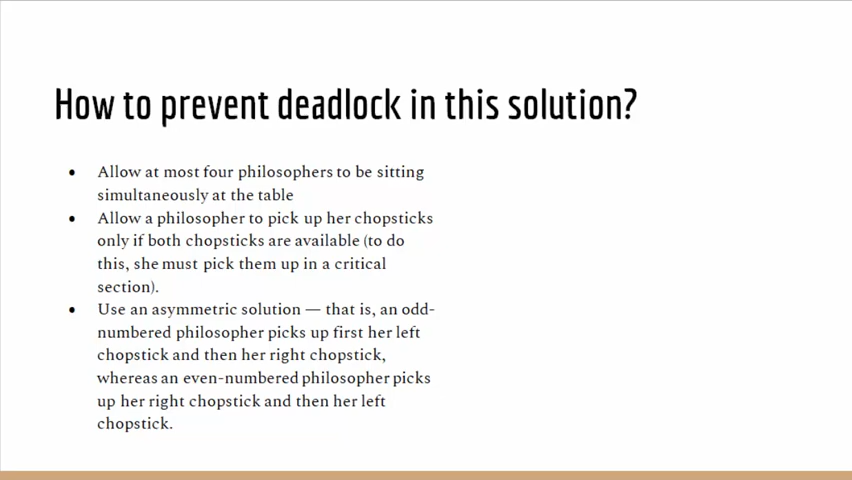 How to prevent deadlock in this solution?
• Allow at most four philosophers to be sitting
simultaneously at the table
• Allow a philosopher to pick up her chopsticks
only if both chopsticks are available (to do
this, she must pick them up in a critical
section).
• Use an asymmetric solution — that is, an odd-
numbered philosopher picks up first her left
chopstick and then her right chopstick,
whereas an even-numbered philosopher picks
up her right chopstick and then her left
chopstick.